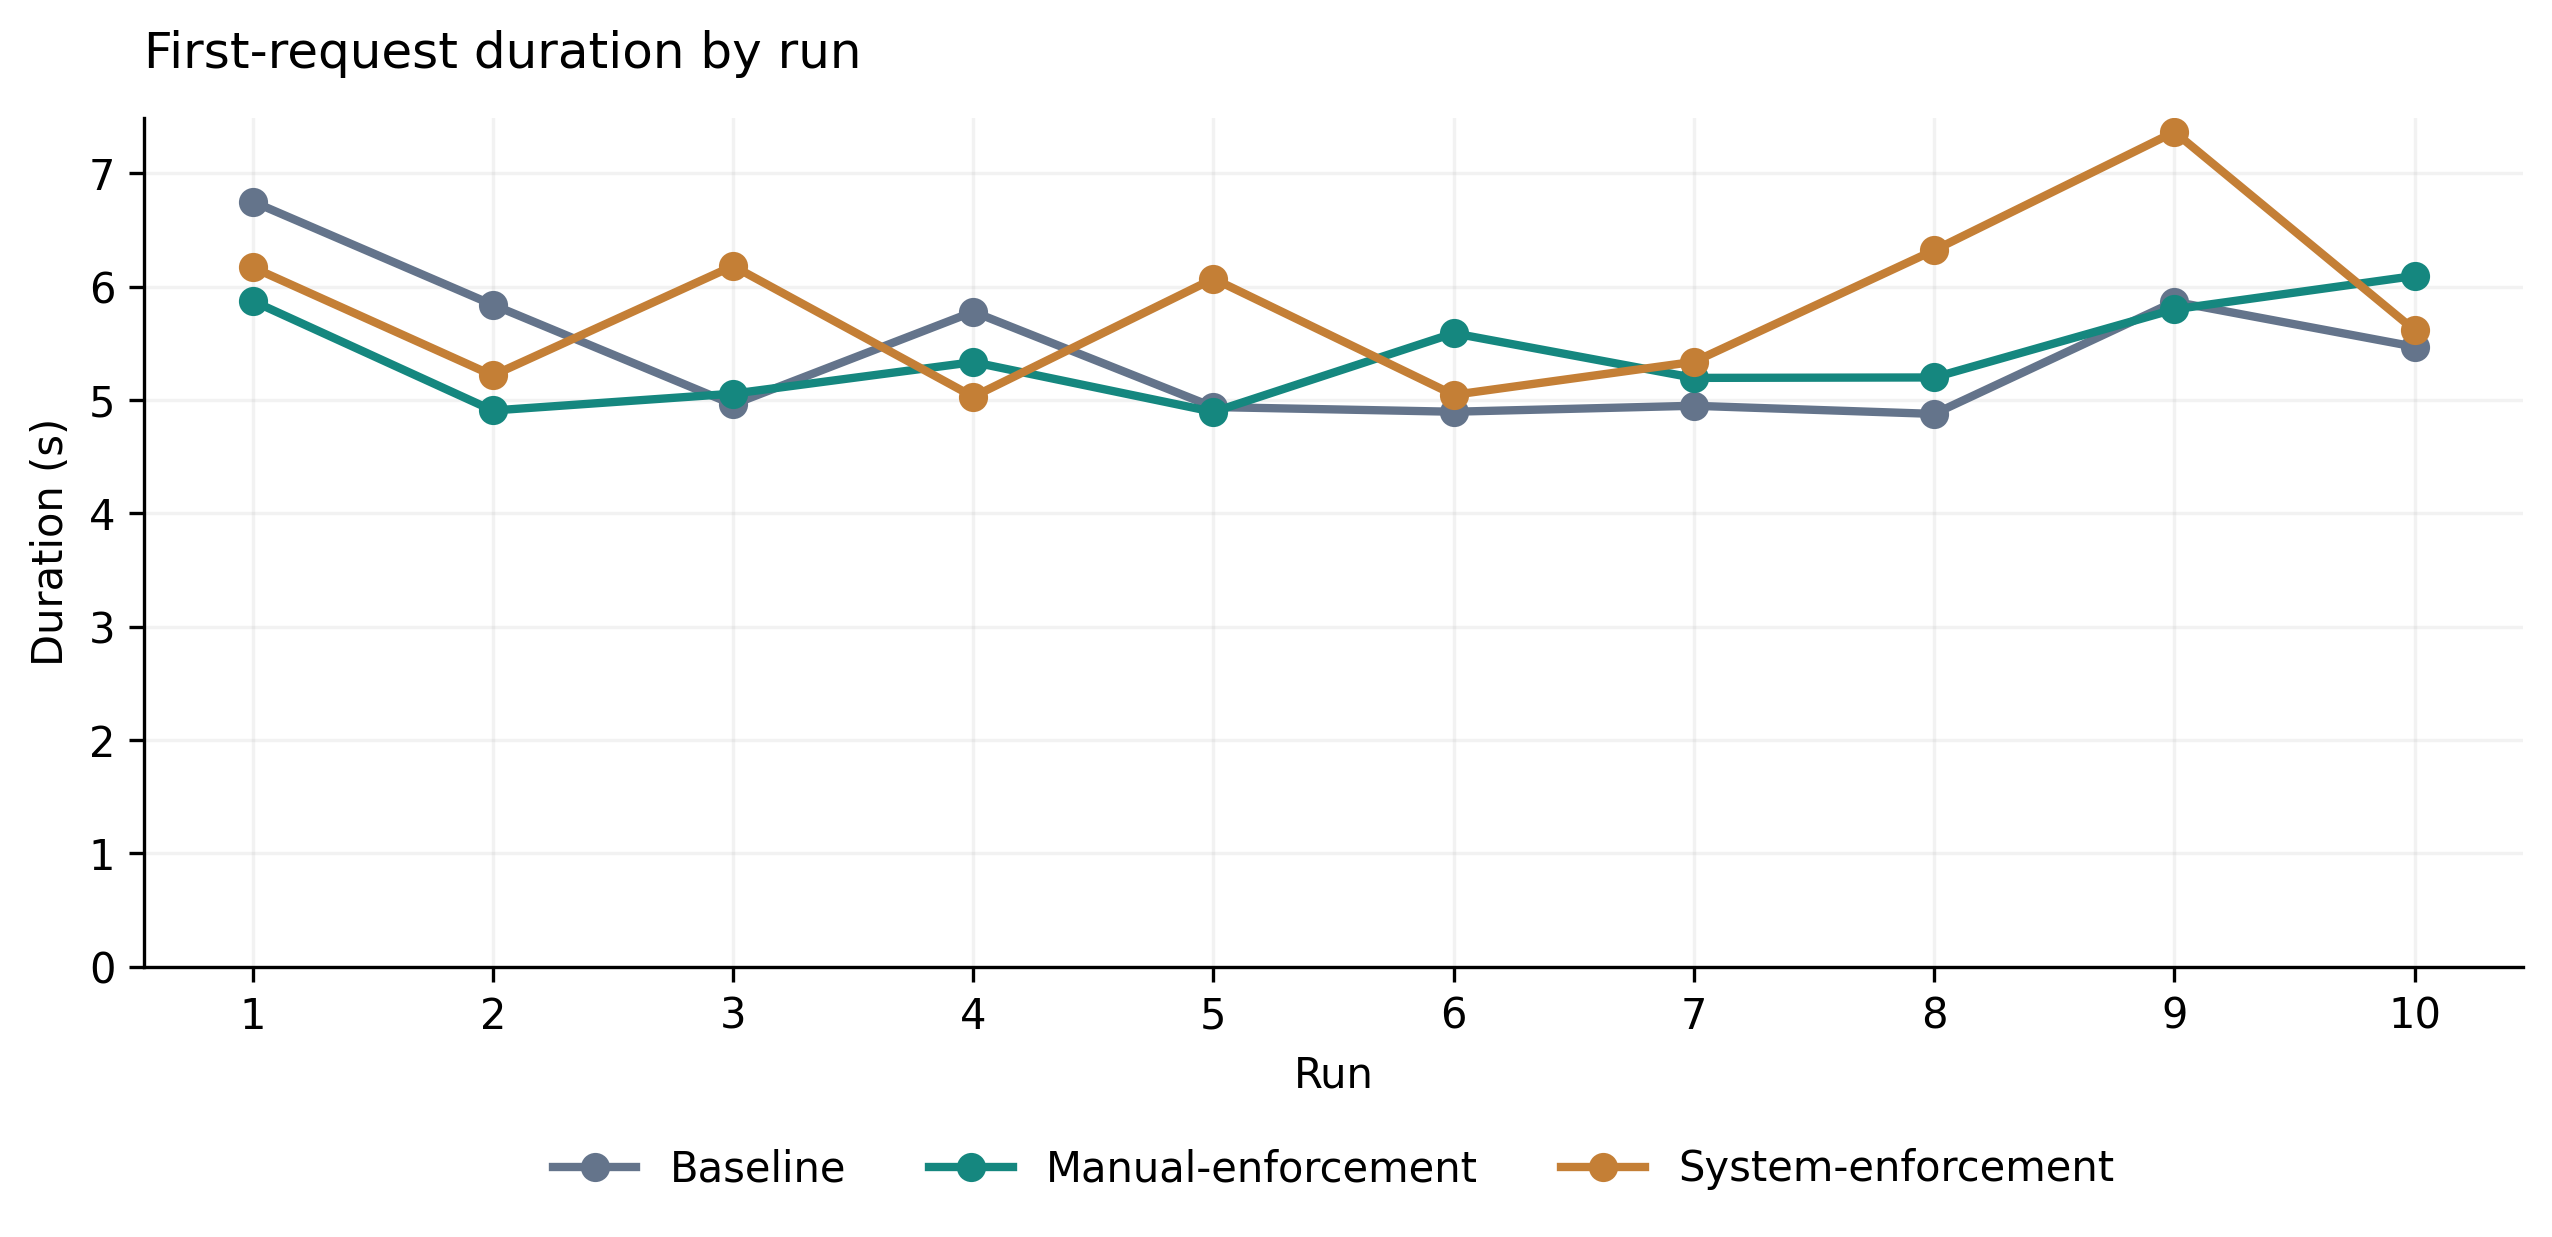 First-request duration by run
Duration (s)
7
6
5
4
3
2
1
0
1 2 3 4 5 6 7 8 9 10
Run
Baseline Manual-enforcement System-enforcement